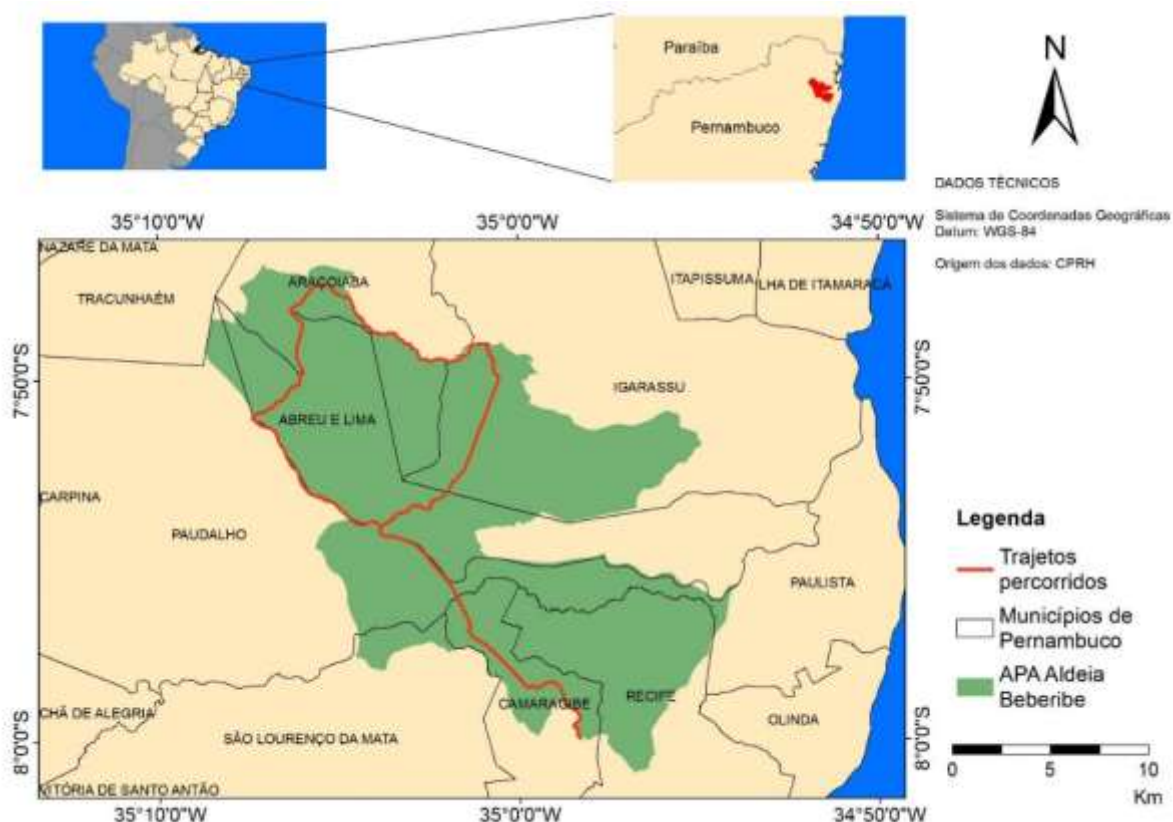 Paraíba
Pernambuco
N
DADOS TÉCNICOS
Sistema de Coordenadas Geográficas
Datum: WGS-84
Origem dos dados: CPRH
35°10'0"W
35°0'0"W
34°50'0"W
NAZARE DA MATA
TRACUNHAÉM
ARAÇOIABA
ITAPISSUMA
LHA DE ITAMARACÁ
7°50'0"S
7°50'0"S
IGARASSU
ABREU E LIMA
CARPINA
PAUDALHO
PAULISTA
CAMARAGIBE
RECIFE
OLINDA
CHÃ DE ALEGRIA
SÃO LOURENÇO DA MATA
8°0'0"S
8°0'0"S
VITÓRIA DE SANTO ANTÃO
35°10'0"W
35°0'0"W
34°50'0"W
Legenda
Trajetos
percorridos
Municípios de
Pernambuco
APA Aldeia
Beberibe
0 5 10
Km